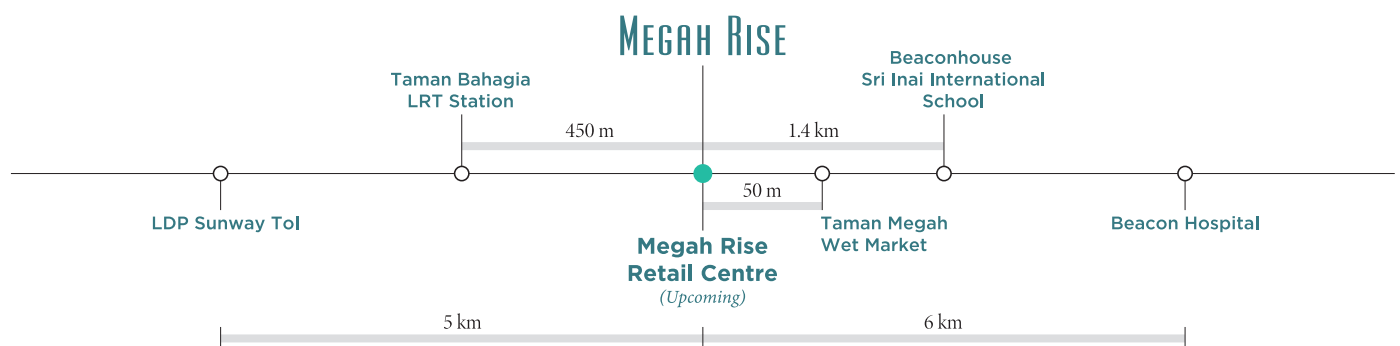 MEGAH RISE
Beaconhouse
Sri Inai International
School
Taman Bahagia
LRT Station
450 m
1.4 km
50 m
LDP Sunway Tol
Taman Megah
Wet Market
Beacon Hospital
Megah Rise
Retail Centre
(Upcoming)
5 km
6 km